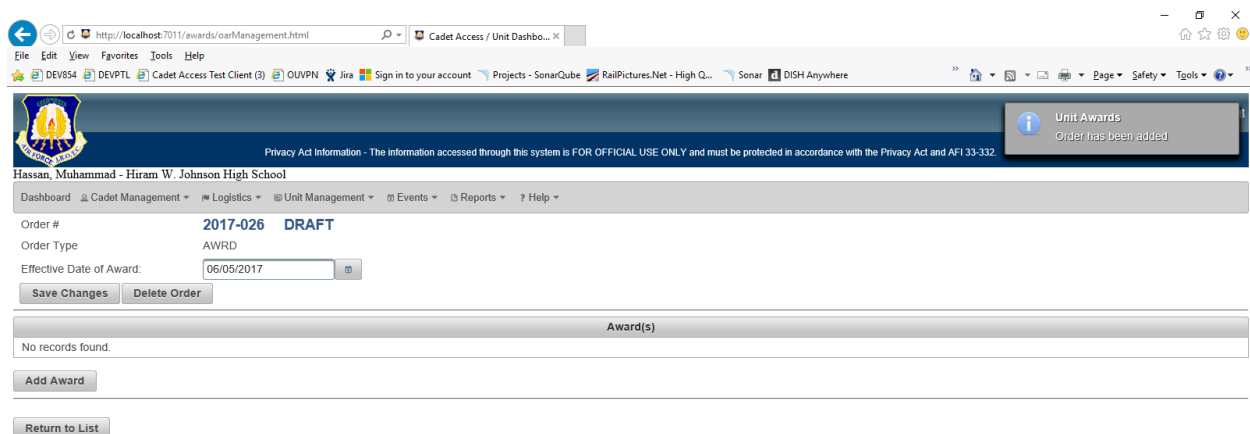 http://localhost:7011/awards/oarManagement.html
Cadet Access / Unit Dashbo...
File Edit View Favorites Tools Help
DEV854 DEVPTL Cadet Access Test Client (3) OUVPN Jira Sign in to your account Projects - SonarQube RailPictures.Net - High Q... Sonar d DISH Anywhere » Page Safety Tools »
AIR FORCE JROTC
Unit Awards
Order has been added
Privacy Act Information - The information accessed through this system is FOR OFFICIAL USE ONLY and must be protected in accordance with the Privacy Act and AFI 33-332.
Hassan, Muhammad - Hiram W. Johnson High School
Dashboard Cadet Management Logistics Unit Management Events Reports ? Help
Order # 2017-026 DRAFT
Order Type AWRD
Effective Date of Award: 06/05/2017
Save Changes Delete Order
Award(s)
No records found.
Add Award
Return to List